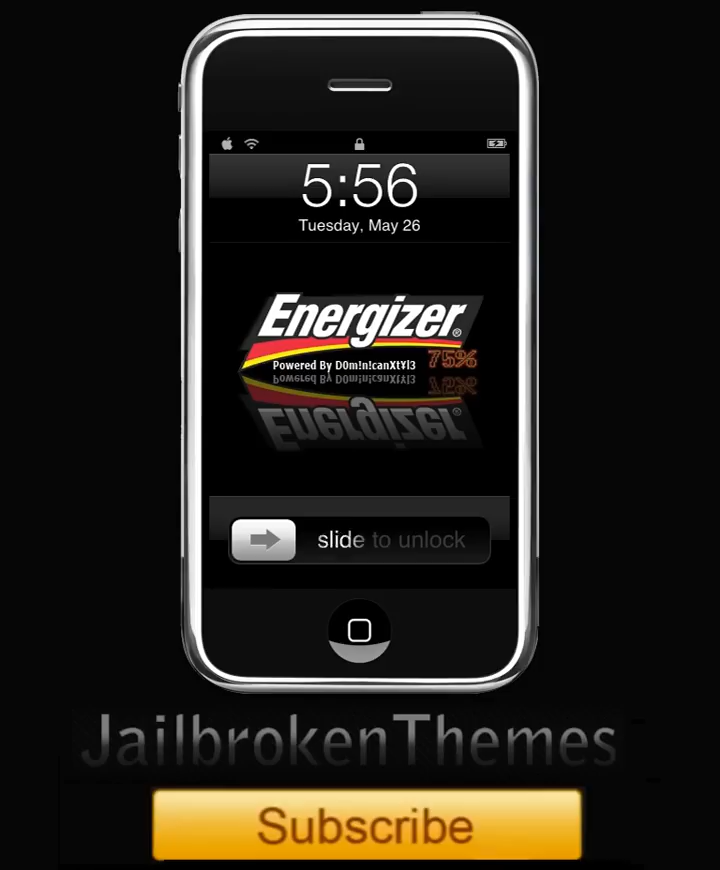 5:56
Tuesday, May 26
Energizer®
Powered By D0m!n!canXt¥l3 75%
slide to unlock
JailbrokenThemes
Subscribe